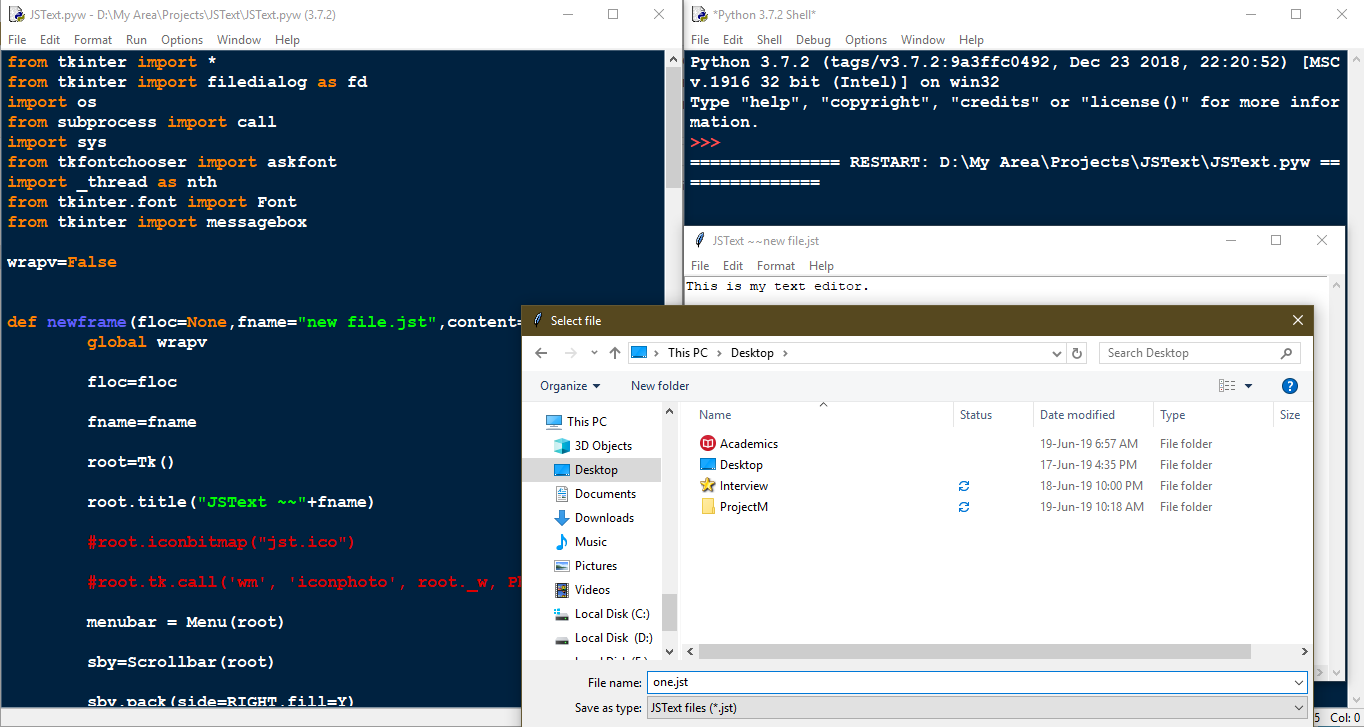 JSText.pyw - D:\My Area\Projects\JSText\JSText.pyw (3.7.2)
File Edit Format Run Options Window Help
from tkinter import *
from tkinter import filedialog as fd
import os
from subprocess import call
import sys
from tkfontchooser import askfont
import _thread as nth
from tkinter.font import Font
from tkinter import messagebox
wrapv=False
def newframe(floc=None,fname="new file.jst",content=
global wrapv
floc=floc
fname=fname
root=Tk()
root.title("JSText ~~"+fname)
#root.iconbitmap("jst.ico")
#root.tk.call('wm', 'iconphoto', root._w, P
menubar = Menu(root)
sby=Scrollbar(root)
sby.pack(side=RIGHT,fill=Y)
*Python 3.7.2 Shell*
File Edit Shell Debug Options Window Help
Python 3.7.2 (tags/v3.7.2:9a3ffc0492, Dec 23 2018, 22:20:52) [MSC
v.1916 32 bit (Intel)] on win32
Type "help", "copyright", "credits" or "license()" for more infor
mation.
>>>
=============== RESTART: D:\My Area\Projects\JSText\JSText.pyw ==
=============
JSText ~~new file.jst
File Edit Format Help
This is my text editor.
Select file
This PC Desktop
Search Desktop
Organize New folder
This PC
3D Objects
Desktop
Documents
Downloads
Music
Pictures
Videos
Local Disk (C:)
Local Disk (D:)
Name Status Date modified Type Size
Academics 19-Jun-19 6:57 AM File folder
Desktop 17-Jun-19 4:35 PM File folder
Interview 18-Jun-19 10:00 PM File folder
ProjectM 19-Jun-19 10:18 AM File folder
File name: one.jst
Save as type: JSText files (*.jst)
5 Col: 0